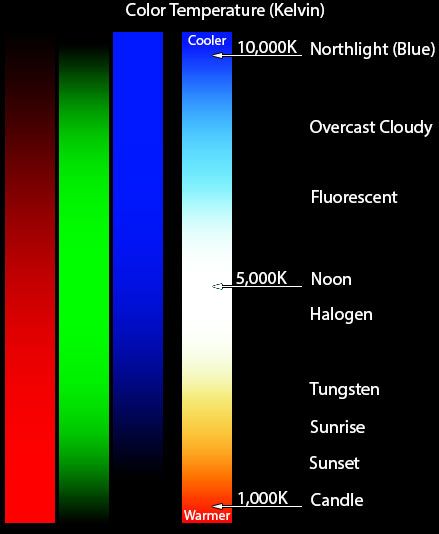 Color Temperature (Kelvin)
Cooler
10,000K
Northlight (Blue)
Overcast Cloudy
Fluorescent
5,000K
Noon
Halogen
Tungsten
Sunrise
Sunset
1,000K
Candle
Warmer